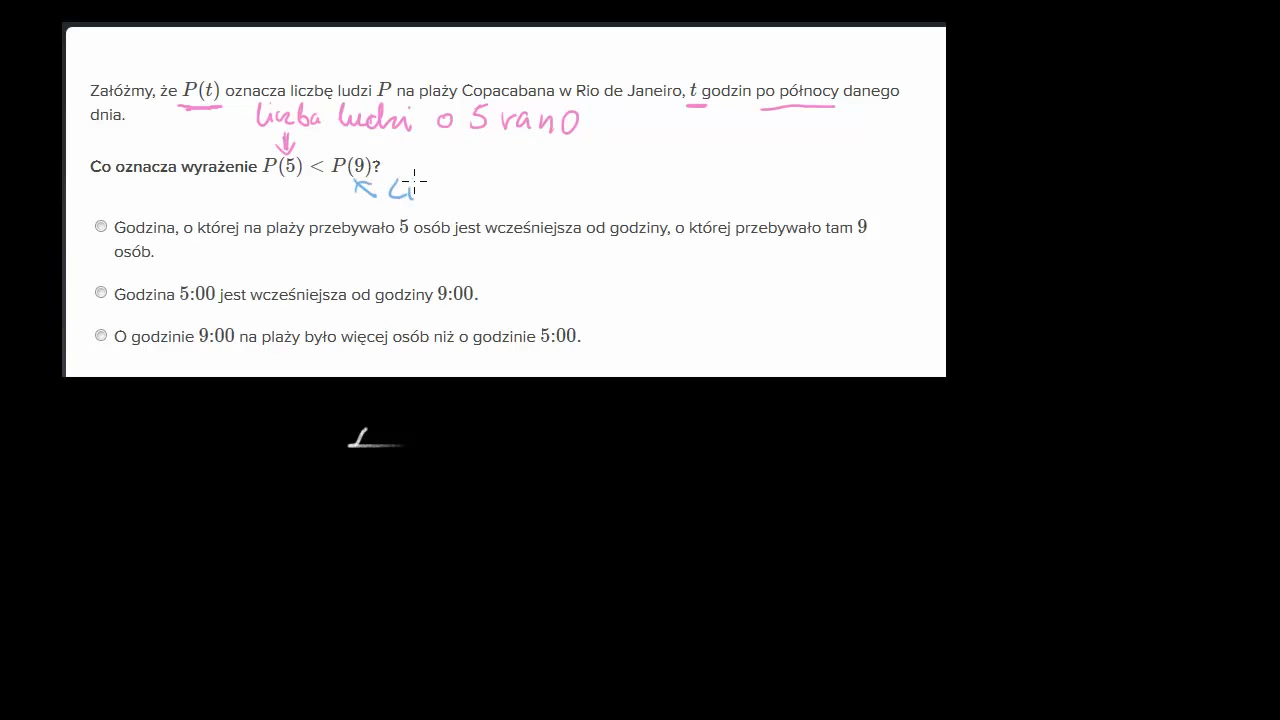 Załóżmy, że P(t) oznacza liczbę ludzi P na plaży Copacabana w Rio de Janeiro, t godzin po północy danego
dnia.
liczba ludzi o 5 rano
Co oznacza wyrażenie P(5) < P(9)?
Godzina, o której na plaży przebywało 5 osób jest wcześniejsza od godziny, o której przebywało tam 9
osób.
Godzina 5:00 jest wcześniejsza od godziny 9:00.
O godzinie 9:00 na plaży było więcej osób niż o godzinie 5:00.